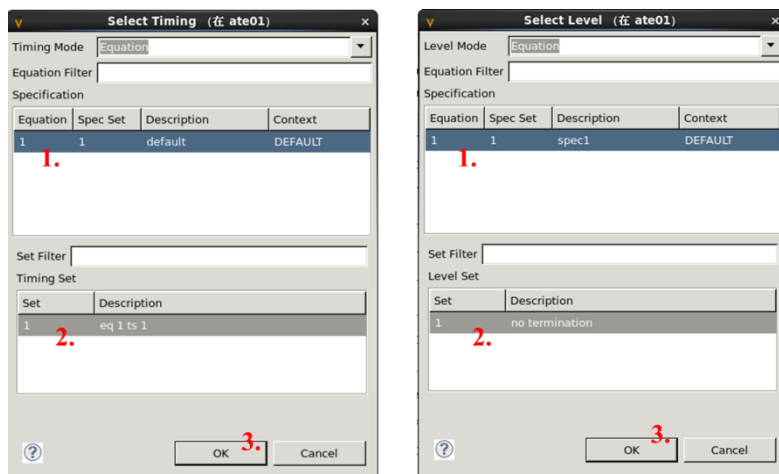 Select Timing (在 ate01)
Timing Mode Equation
Equation Filter
Specification
Equation Spec Set Description Context
1 1 default DEFAULT
1.
Set Filter
Timing Set
Set Description
1 eq 1 ts 1
2.
3.
? OK Cancel
Select Level (在 ate01)
Level Mode Equation
Equation Filter
Specification
Equation Spec Set Description Context
1 1 spec1 DEFAULT
1.
Set Filter
Level Set
Set Description
1 no termination
2.
3.
? OK Cancel